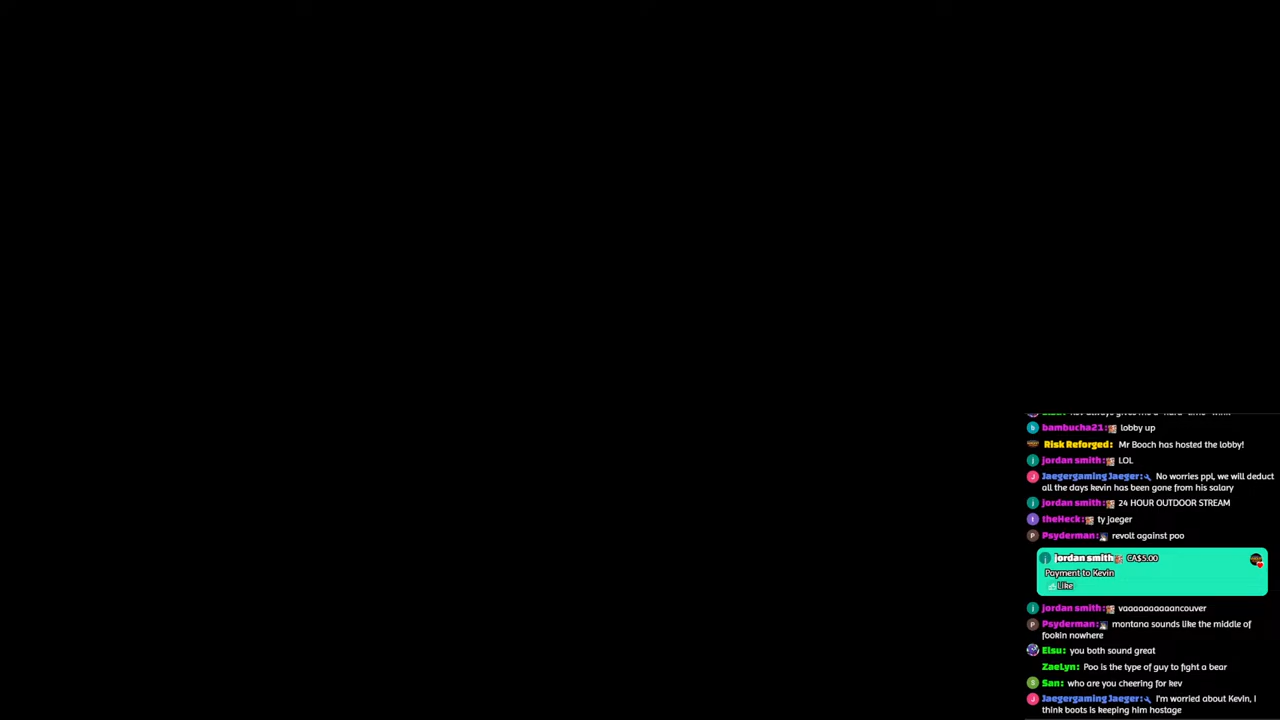 bambucha21: lobby up
Risk Reforged: Mr Booch has hosted the lobby!
jordan smith: LOL
Jaegergaming Jaeger: No worries ppl, we will deduct
all the days kevin has been gone from his salary
jordan smith: 24 HOUR OUTDOOR STREAM
theHeck: ty jaeger
Psyderman: revolt against poo
jordan smith CA$5.00
Payment to Kevin
Like
jordan smith: vaaaaaaaaaancouver
Psyderman: montana sounds like the middle of
fookin nowhere
Elsu: you both sound great
ZaeLyn: Poo is the type of guy to fight a bear
San: who are you cheering for kev
Jaegergaming Jaeger: I'm worried about Kevin, i
think boots is keeping him hostage